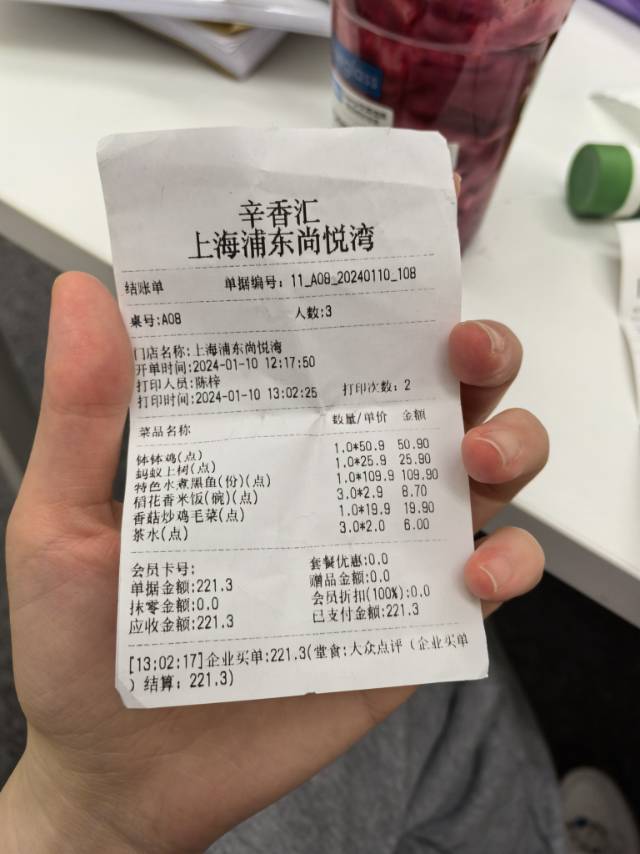 辛香汇
上海浦东尚悦湾
结账单 单据编号：11_A08_20240110_108
桌号:A08 人数:3
门店名称:上海浦东尚悦湾
开单时间:2024-01-10 12:17:50
打印人员:陈梓
打印时间:2024-01-10 13:02:25 打印次数：2
菜品名称 数量/单价 金额
钵钵鸡(点) 1.0*50.9 50.90
蚂蚁上树(点) 1.0*25.9 25.90
特色水煮黑鱼(份)(点) 1.0*109.9 109.90
稻花香米饭(碗)(点) 3.0*2.9 8.70
香菇炒鸡毛菜(点) 1.0*19.9 19.90
茶水(点) 3.0*2.0 6.00
会员卡号: 套餐优惠:0.0
单据金额:221.3 赠品金额:0.0
抹零金额:0.0 会员折扣(100%):0.0
应收金额:221.3 已支付金额:221.3
[13:02:17]企业买单:221.3(堂食:大众点评（企业买单
）结算；221.3)